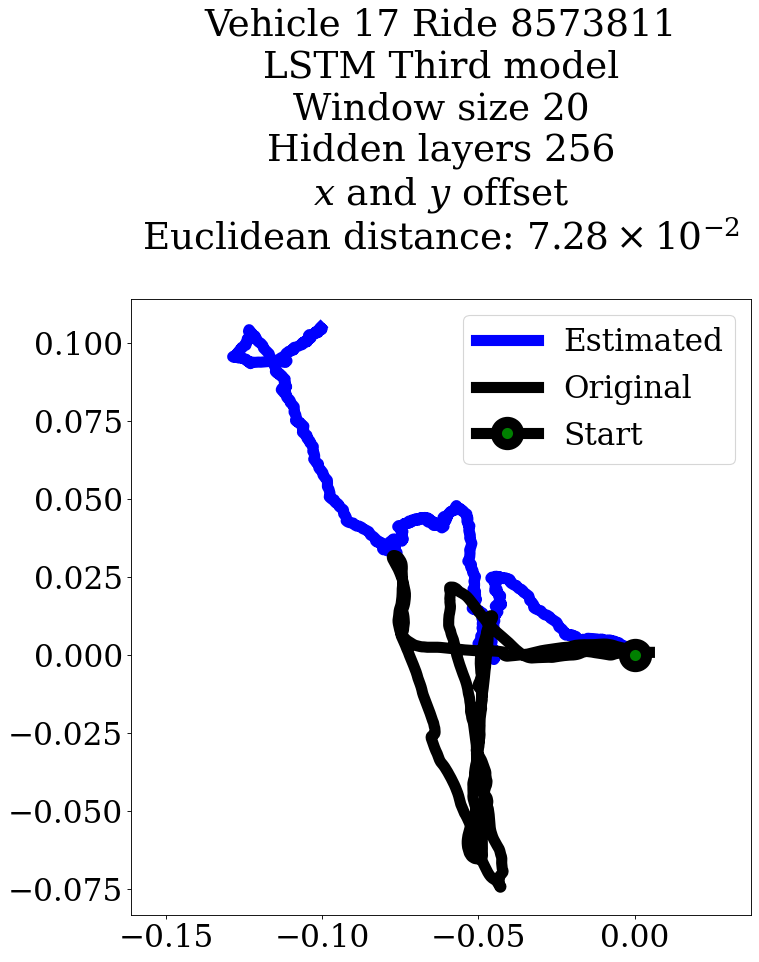 Vehicle 17 Ride 8573811
LSTM Third model
Window size 20
Hidden layers 256
x and y offset
Euclidean distance: 7.28 × 10⁻²
Estimated
Original
Start
0.100
0.075
0.050
0.025
0.000
−0.025
−0.050
−0.075
−0.15 −0.10 −0.05 0.00